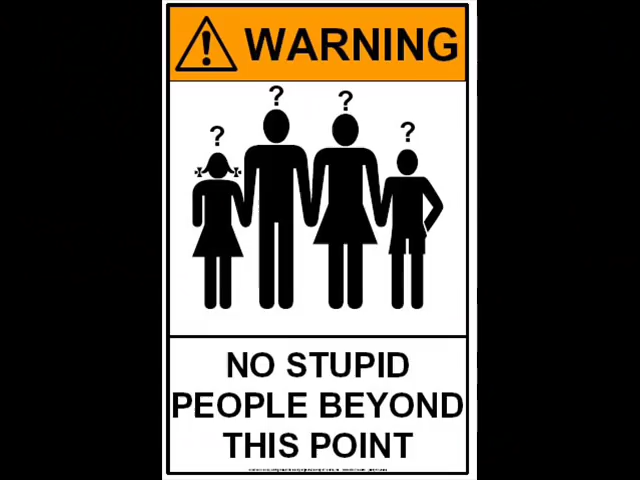 WARNING
?
?
?
?
NO STUPID
PEOPLE BEYOND
THIS POINT